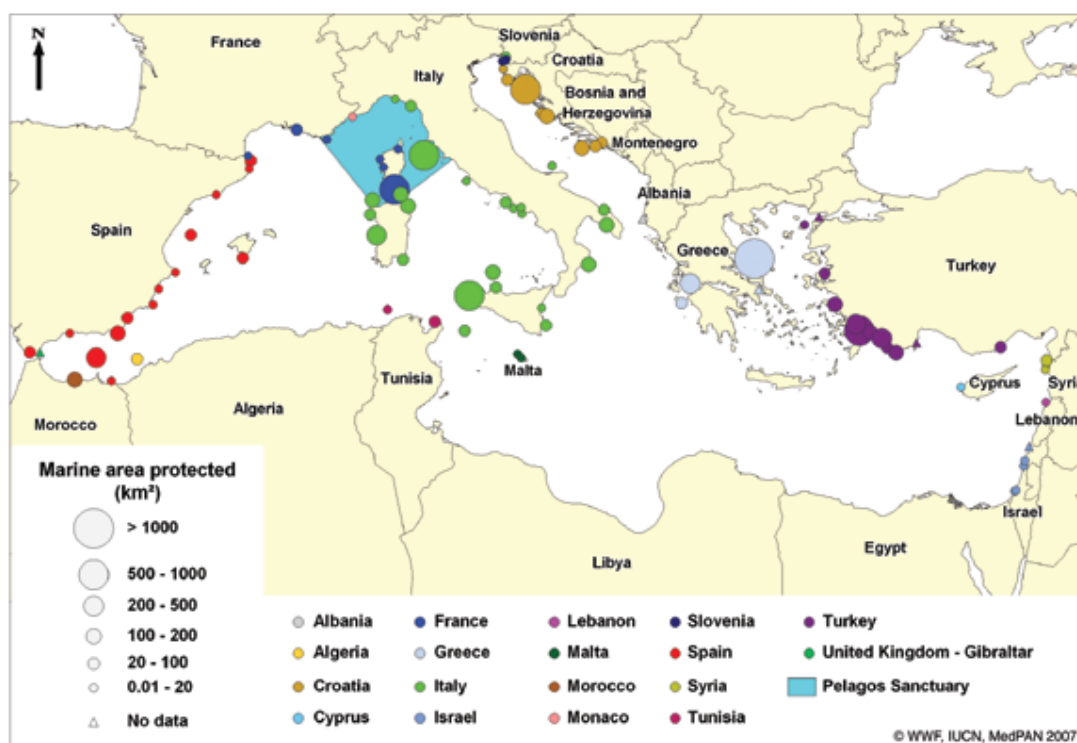 N
France
Slovenia
Croatia
Italy
Bosnia and
Herzegovina
Montenegro
Albania
Spain
Greece
Turkey
Malta
Tunisia
Cyprus
Syria
Algeria
Lebanon
Morocco
Israel
Libya
Egypt
Marine area protected
(km²)
> 1000
500 - 1000
200 - 500
100 - 200
20 - 100
0.01 - 20
No data
Albania
Algeria
Croatia
Cyprus
France
Greece
Italy
Israel
Lebanon
Malta
Morocco
Monaco
Slovenia
Spain
Syria
Tunisia
Turkey
United Kingdom - Gibraltar
Pelagos Sanctuary
© WWF, IUCN, MedPAN 2007